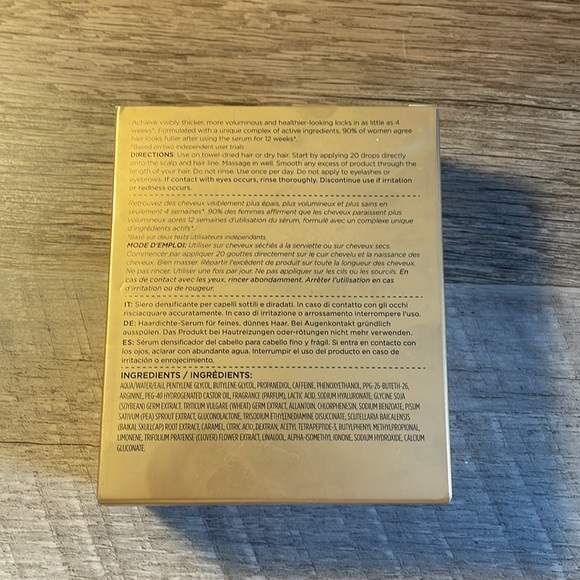 Achieve visibly thicker, more voluminous and healthier-looking locks in as little as 4
weeks*. Formulated with a unique complex of active ingredients, 90% of women agree
hair looks fuller after using the serum for 12 weeks*.
*Based on two independent user trials
DIRECTIONS: Use on towel-dried hair or dry hair. Start by applying 20 drops directly
onto the scalp and hair line. Massage in well. Smooth any excess of product through the
length of your hair. Do not rinse. Use once per day. Do not apply to eyelashes or
eyebrows. If contact with eyes occurs, rinse thoroughly. Discontinue use if irritation
or redness occurs.
Retrouvez des cheveux visiblement plus épais, plus volumineux et plus sains en
seulement 4 semaines*. 90% des femmes affirment que les cheveux paraissent plus
volumineux après 12 semaines d'utilisation du sérum, formulé avec un complexe unique
d'ingrédients actifs*.
*Basé sur deux tests utilisateurs indépendants
MODE D'EMPLOI: Utiliser sur cheveux séchés à la serviette ou sur cheveux secs.
Commencer par appliquer 20 gouttes directement sur le cuir chevelu et la naissance des
cheveux. Bien masser. Répartir l'excédent de produit sur toute la longueur des cheveux.
Ne pas rincer. Utiliser une fois par jour. Ne pas appliquer sur les cils ou les sourcils. En
cas de contact avec les yeux, rincer abondamment. Arrêter l'utilisation en cas
d'irritation ou de rougeur.
IT: Siero densificante per capelli sottili e diradati. In caso di contatto con gli occhi
risciacquare accuratamente. In caso di irritazione o arrossamento interrompere l'uso.
DE: Haardichte-Serum für feines, dünnes Haar. Bei Augenkontakt gründlich
ausspülen. Das Produkt bei Hautreizungen oder-rötungen nicht mehr verwenden.
ES: Sérum densificador del cabello para cabello fino y frágil. Si entra en contacto con
los ojos, aclarar con abundante agua. Interrumpir el uso del producto en caso de
irritación o enrojecimiento.
INGREDIENTS / INGRÉDIENTS:
AQUA/WATER/EAU, PENTYLENE GLYCOL, BUTYLENE GLYCOL, PROPANEDIOL, CAFFEINE, PHENOXYETHANOL, PPG-26-BUTETH-26,
ARGININE, PEG-40 HYDROGENATED CASTOR OIL, FRAGRANCE (PARFUM), LACTIC ACID, SODIUM HYALURONATE, GLYCINE SOJA
(SOYBEAN) GERM EXTRACT, TRITICUM VULGARE (WHEAT) GERM EXTRACT, ALLANTOIN, CHLORPHENESIN, SODIUM BENZOATE, PISUM
SATIVUM (PEA) SPROUT EXTRACT, GLUCONOLACTONE, TRISODIUM ETHYLENEDIAMINE DISUCCINATE, SCUTELLARIA BAICALENSIS
(BAIKAL SKULLCAP) ROOT EXTRACT, CARAMEL, CITRIC ACID, DEXTRAN, ACETYL TETRAPEPTIDE-3, BUTYLPHENYL METHYLPROPIONAL,
LIMONENE, TRIFOLIUM PRATENSE (CLOVER) FLOWER EXTRACT, LINALOOL, ALPHA-ISOMETHYL IONONE, SODIUM HYDROXIDE, CALCIUM
GLUCONATE.